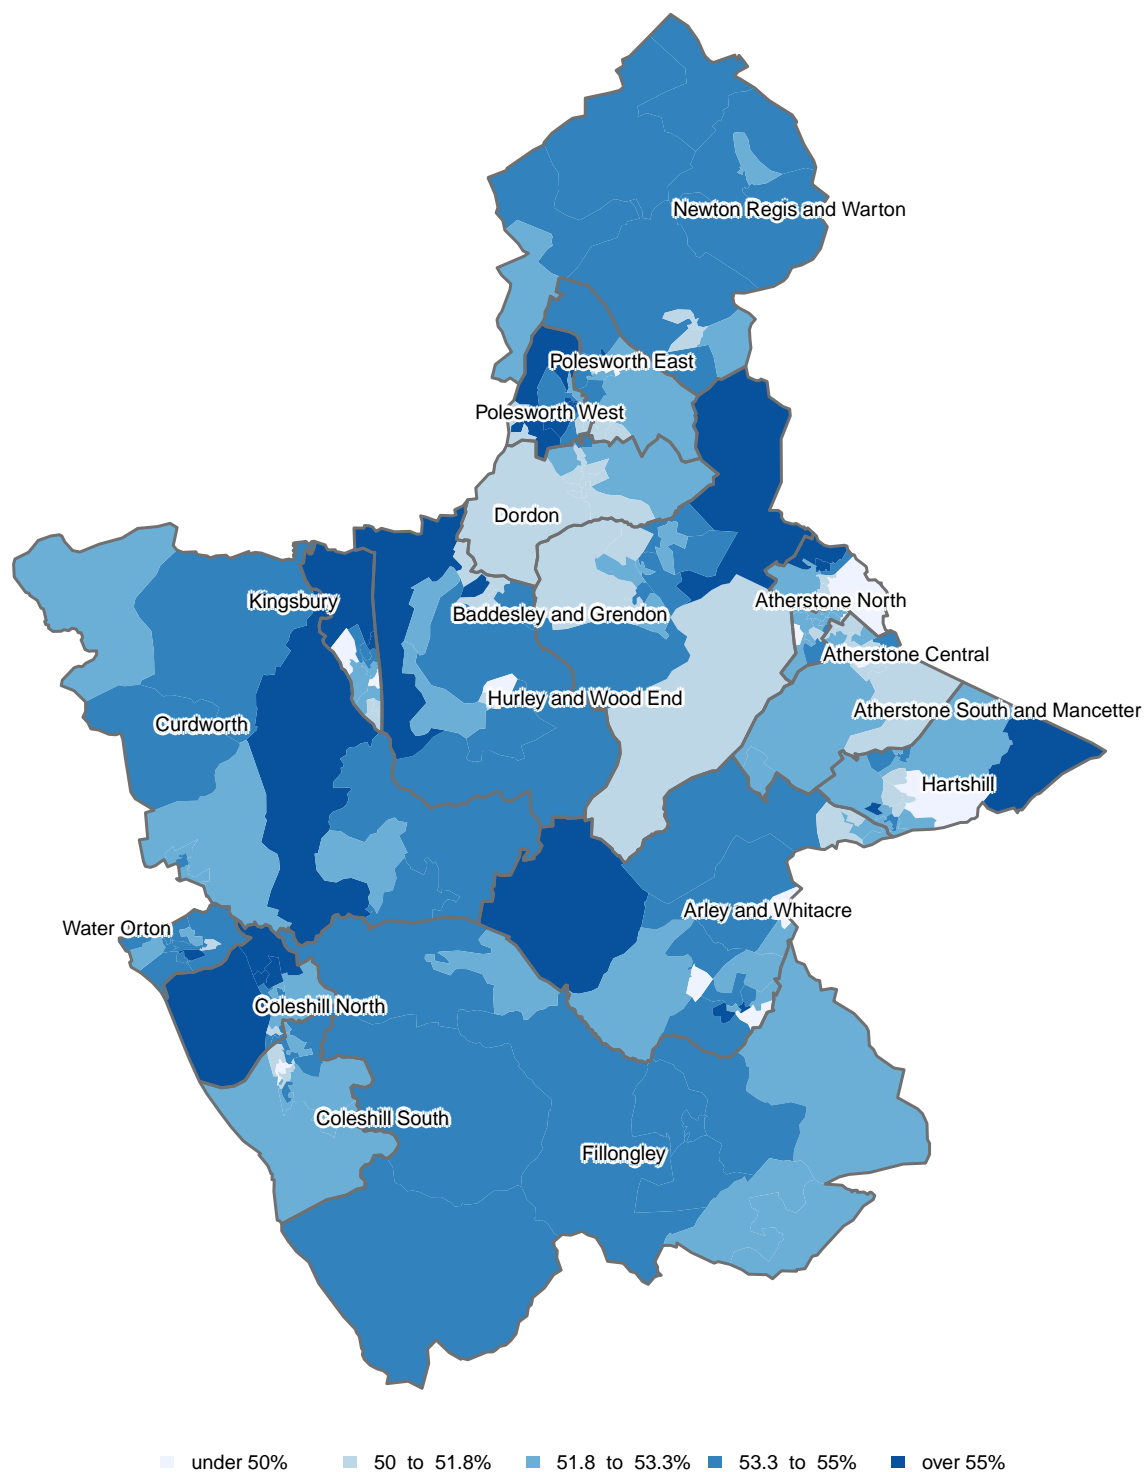 Newton Regis and Warton
Polesworth East
Polesworth West
Dordon
Kingsbury
Baddesley and Grendon
Atherstone North
Atherstone Central
Hurley and Wood End
Atherstone South and Mancetter
Curdworth
Hartshill
Arley and Whitacre
Water Orton
Coleshill North
Coleshill South
Fillongley
under 50% 50 to 51.8% 51.8 to 53.3% 53.3 to 55% over 55%